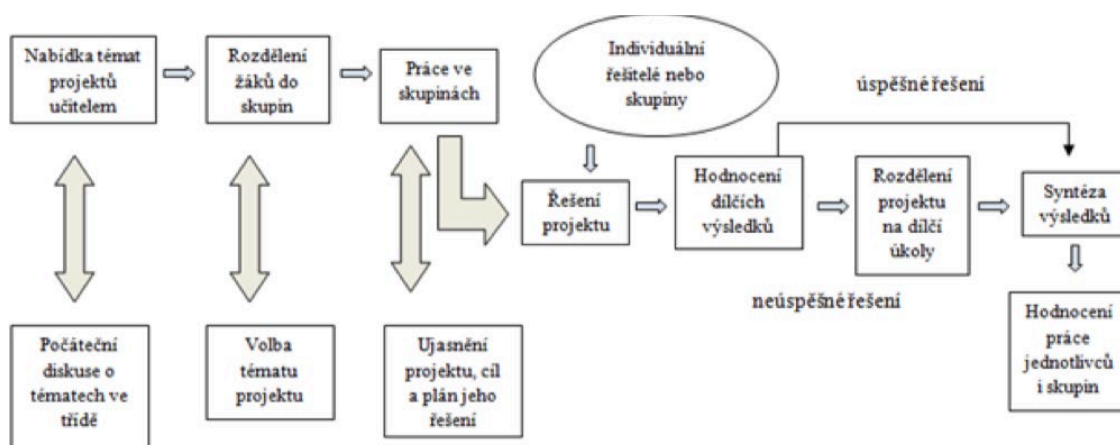 Nabídka témat
projektů
učitelem
Rozdělení
žáků do
skupin
Práce ve
skupinách
Individuální
řešitelé nebo
skupiny
úspěšné řešení
Řešení
projektu
Hodnocení
dílčích
výsledků
Rozdělení
projektu
na dílčí
úkoly
Syntéza
výsledků
neúspěšné řešení
Počáteční
diskuse o
tématech ve
třídě
Volba
tématu
projektu
Ujasnění
projektu, cíl
a plán jeho
řešení
Hodnocení
práce
jednotlivců
i skupin